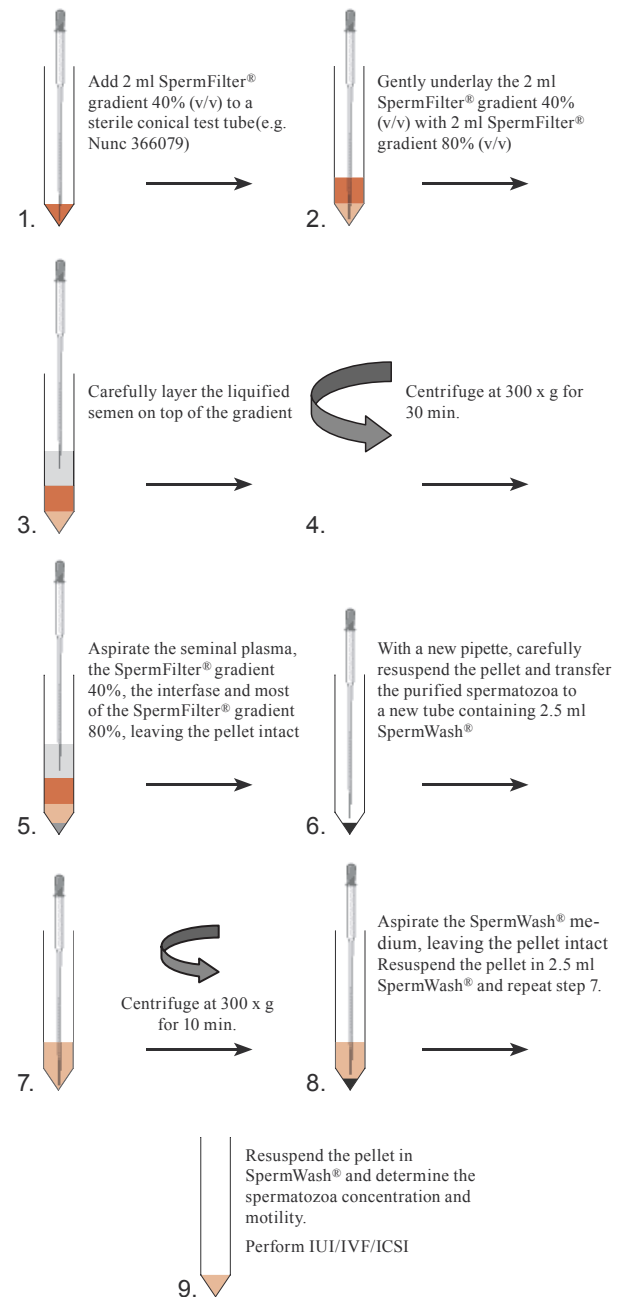 Add 2 ml SpermFilter®
gradient 40% (v/v) to a
sterile conical test tube(e.g.
Nunc 366079)
1.
Gently underlay the 2 ml
SpermFilter® gradient 40%
(v/v) with 2 ml SpermFilter®
gradient 80% (v/v)
2.
Carefully layer the liquified
semen on top of the gradient
3.
Centrifuge at 300 x g for
30 min.
4.
Aspirate the seminal plasma,
the SpermFilter® gradient
40%, the interfase and most
of the SpermFilter® gradient
80%, leaving the pellet intact
5.
With a new pipette, carefully
resuspend the pellet and transfer
the purified spermatozoa to
a new tube containing 2.5 ml
SpermWash®
6.
Centrifuge at 300 x g
for 10 min.
7.
Aspirate the SpermWash® me-
dium, leaving the pellet intact
Resuspend the pellet in 2.5 ml
SpermWash® and repeat step 7.
8.
Resuspend the pellet in
SpermWash® and determine the
spermatozoa concentration and
motility.
Perform IUI/IVF/ICSI
9.